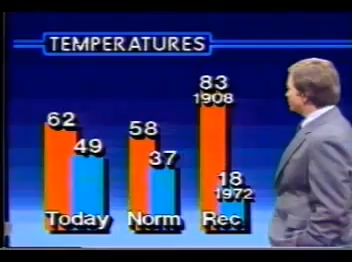 TEMPERATURES
62
49
58
37
83
1908
18
1972
Today
Norm
Rec